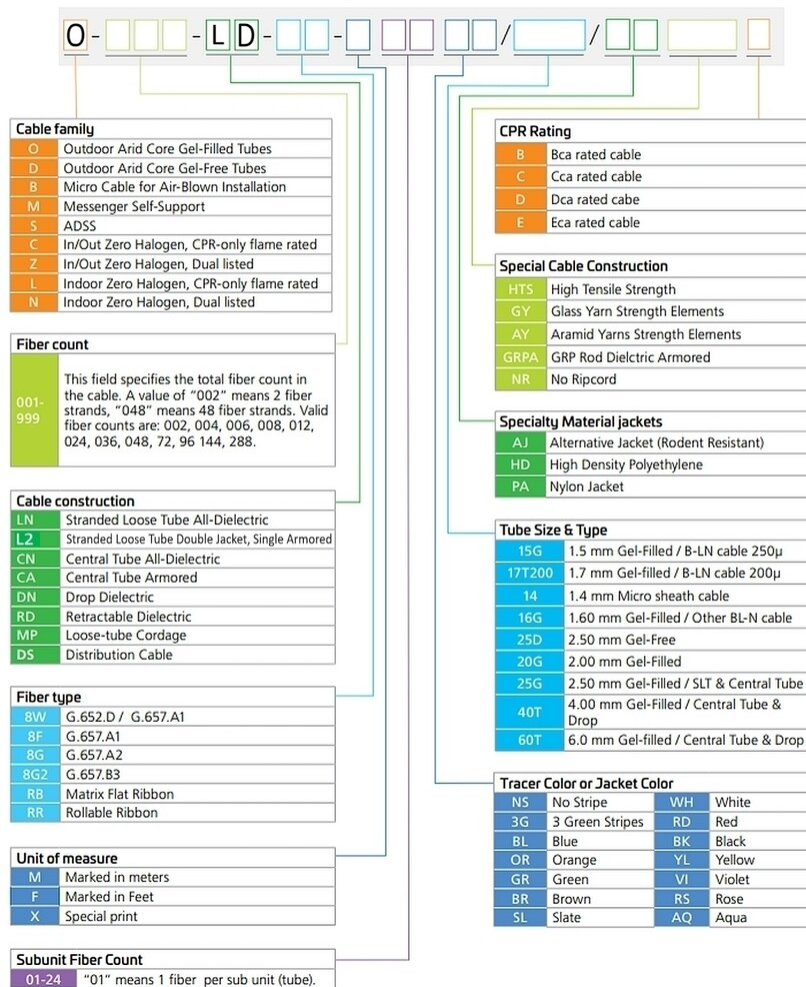 O - - L D - - / /
Cable family
O Outdoor Arid Core Gel-Filled Tubes
D Outdoor Arid Core Gel-Free Tubes
B Micro Cable for Air-Blown Installation
M Messenger Self-Support
S ADSS
C In/Out Zero Halogen, CPR-only flame rated
Z In/Out Zero Halogen, Dual listed
L Indoor Zero Halogen, CPR-only flame rated
N Indoor Zero Halogen, Dual listed
Fiber count
001-
999
This field specifies the total fiber count in
the cable. A value of “002” means 2 fiber
strands, “048” means 48 fiber strands. Valid
fiber counts are: 002, 004, 006, 008, 012,
024, 036, 048, 72, 96 144, 288.
Cable construction
LN Stranded Loose Tube All-Dielectric
L2 Stranded Loose Tube Double Jacket, Single Armored
CN Central Tube All-Dielectric
CA Central Tube Armored
DN Drop Dielectric
RD Retractable Dielectric
MP Loose-tube Cordage
DS Distribution Cable
Fiber type
8W G.652.D / G.657.A1
8F G.657.A1
8G G.657.A2
8G2 G.657.B3
RB Matrix Flat Ribbon
RR Rollable Ribbon
Unit of measure
M Marked in meters
F Marked in Feet
X Special print
Subunit Fiber Count
01-24 “01” means 1 fiber per sub unit (tube).
CPR Rating
B Bca rated cable
C Cca rated cable
D Dca rated cabe
E Eca rated cable
Special Cable Construction
HTS High Tensile Strength
GY Glass Yarn Strength Elements
AY Aramid Yarns Strength Elements
GRPA GRP Rod Dielctric Armored
NR No Ripcord
Specialty Material jackets
AJ Alternative Jacket (Rodent Resistant)
HD High Density Polyethylene
PA Nylon Jacket
Tube Size & Type
15G 1.5 mm Gel-Filled / B-LN cable 250µ
17T200 1.7 mm Gel-filled / B-LN cable 200µ
14 1.4 mm Micro sheath cable
16G 1.60 mm Gel-Filled / Other BL-N cable
25D 2.50 mm Gel-Free
20G 2.00 mm Gel-Filled
25G 2.50 mm Gel-Filled / SLT & Central Tube
40T 4.00 mm Gel-Filled / Central Tube &
Drop
60T 6.0 mm Gel-filled / Central Tube & Drop
Tracer Color or Jacket Color
NS No Stripe WH White
3G 3 Green Stripes RD Red
BL Blue BK Black
OR Orange YL Yellow
GR Green VI Violet
BR Brown RS Rose
SL Slate AQ Aqua